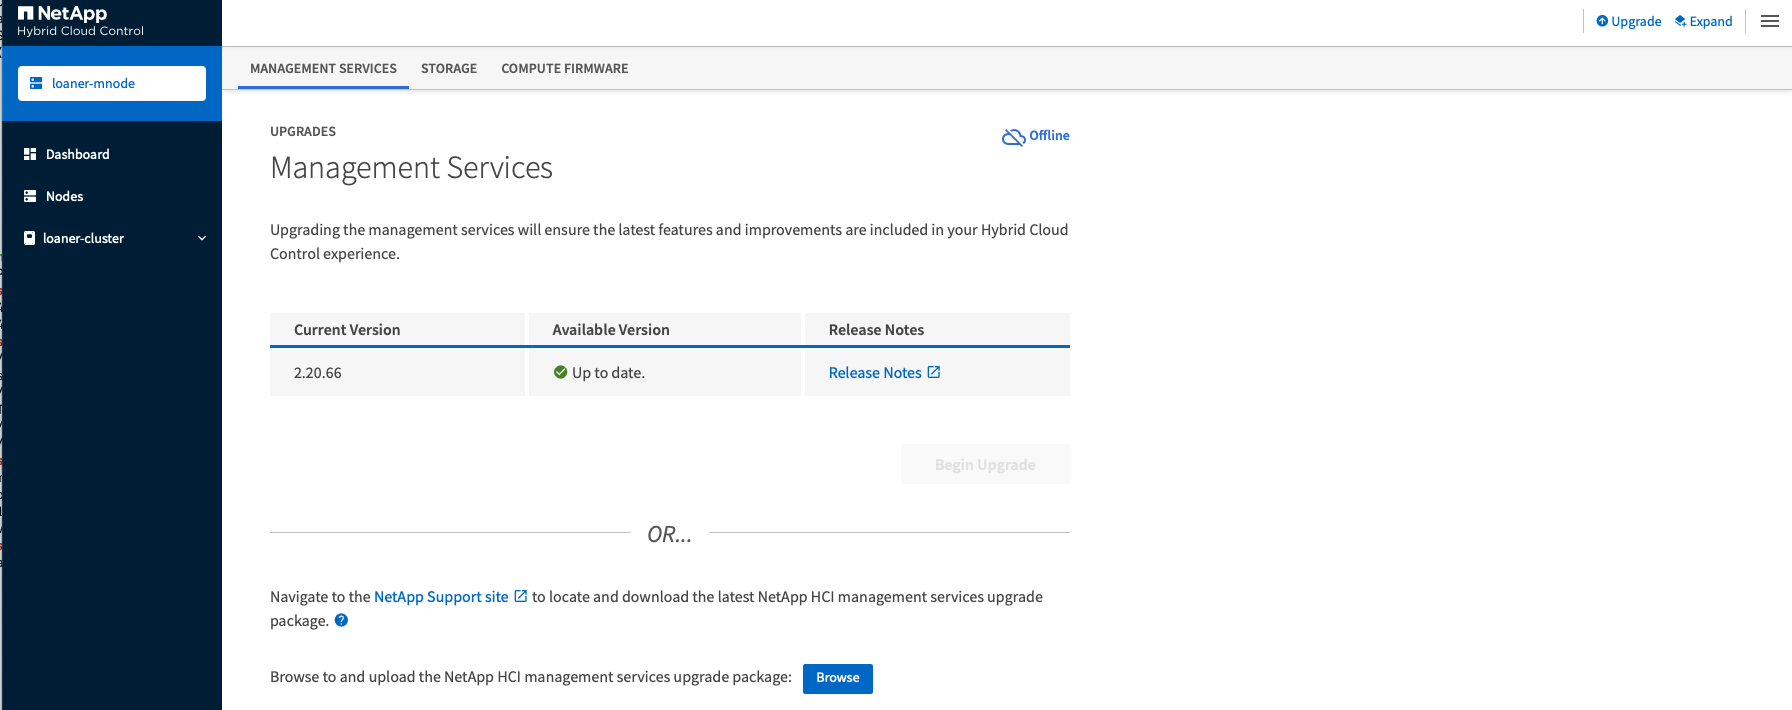 NetApp
Hybrid Cloud Control
Upgrade
Expand
loaner-mnode
Dashboard
Nodes
loaner-cluster
MANAGEMENT SERVICES
STORAGE
COMPUTE FIRMWARE
UPGRADES
Offline
Management Services
Upgrading the management services will ensure the latest features and improvements are included in your Hybrid Cloud
Control experience.
Current Version
Available Version
Release Notes
2.20.66
Up to date.
Release Notes
Begin Upgrade
OR...
Navigate to the NetApp Support site to locate and download the latest NetApp HCI management services upgrade
package.
Browse to and upload the NetApp HCI management services upgrade package:
Browse